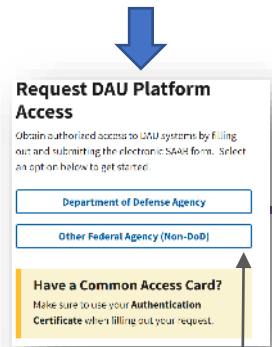 Request DAU Platform
Access
Obtain authorized access to DAU systems by filling
out and submitting the electronic SAAR form. Select
an option below to get started.
Department of Defense Agency
Other Federal Agency (Non-DoD)
Have a Common Access Card?
Make sure to use your Authentication
Certificate when filling out your request.